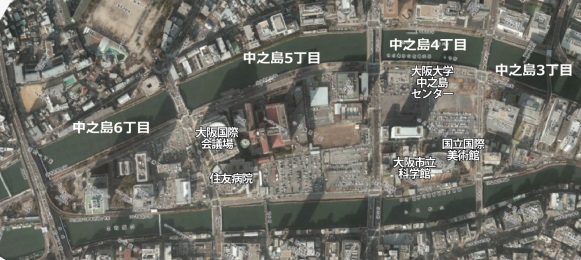 中之島4丁目
中之島5丁目
中之島3丁目
大阪大学
中之島
センター
中之島6丁目
大阪国際
会議場
国立国際
美術館
大阪市立
科学館
住友病院